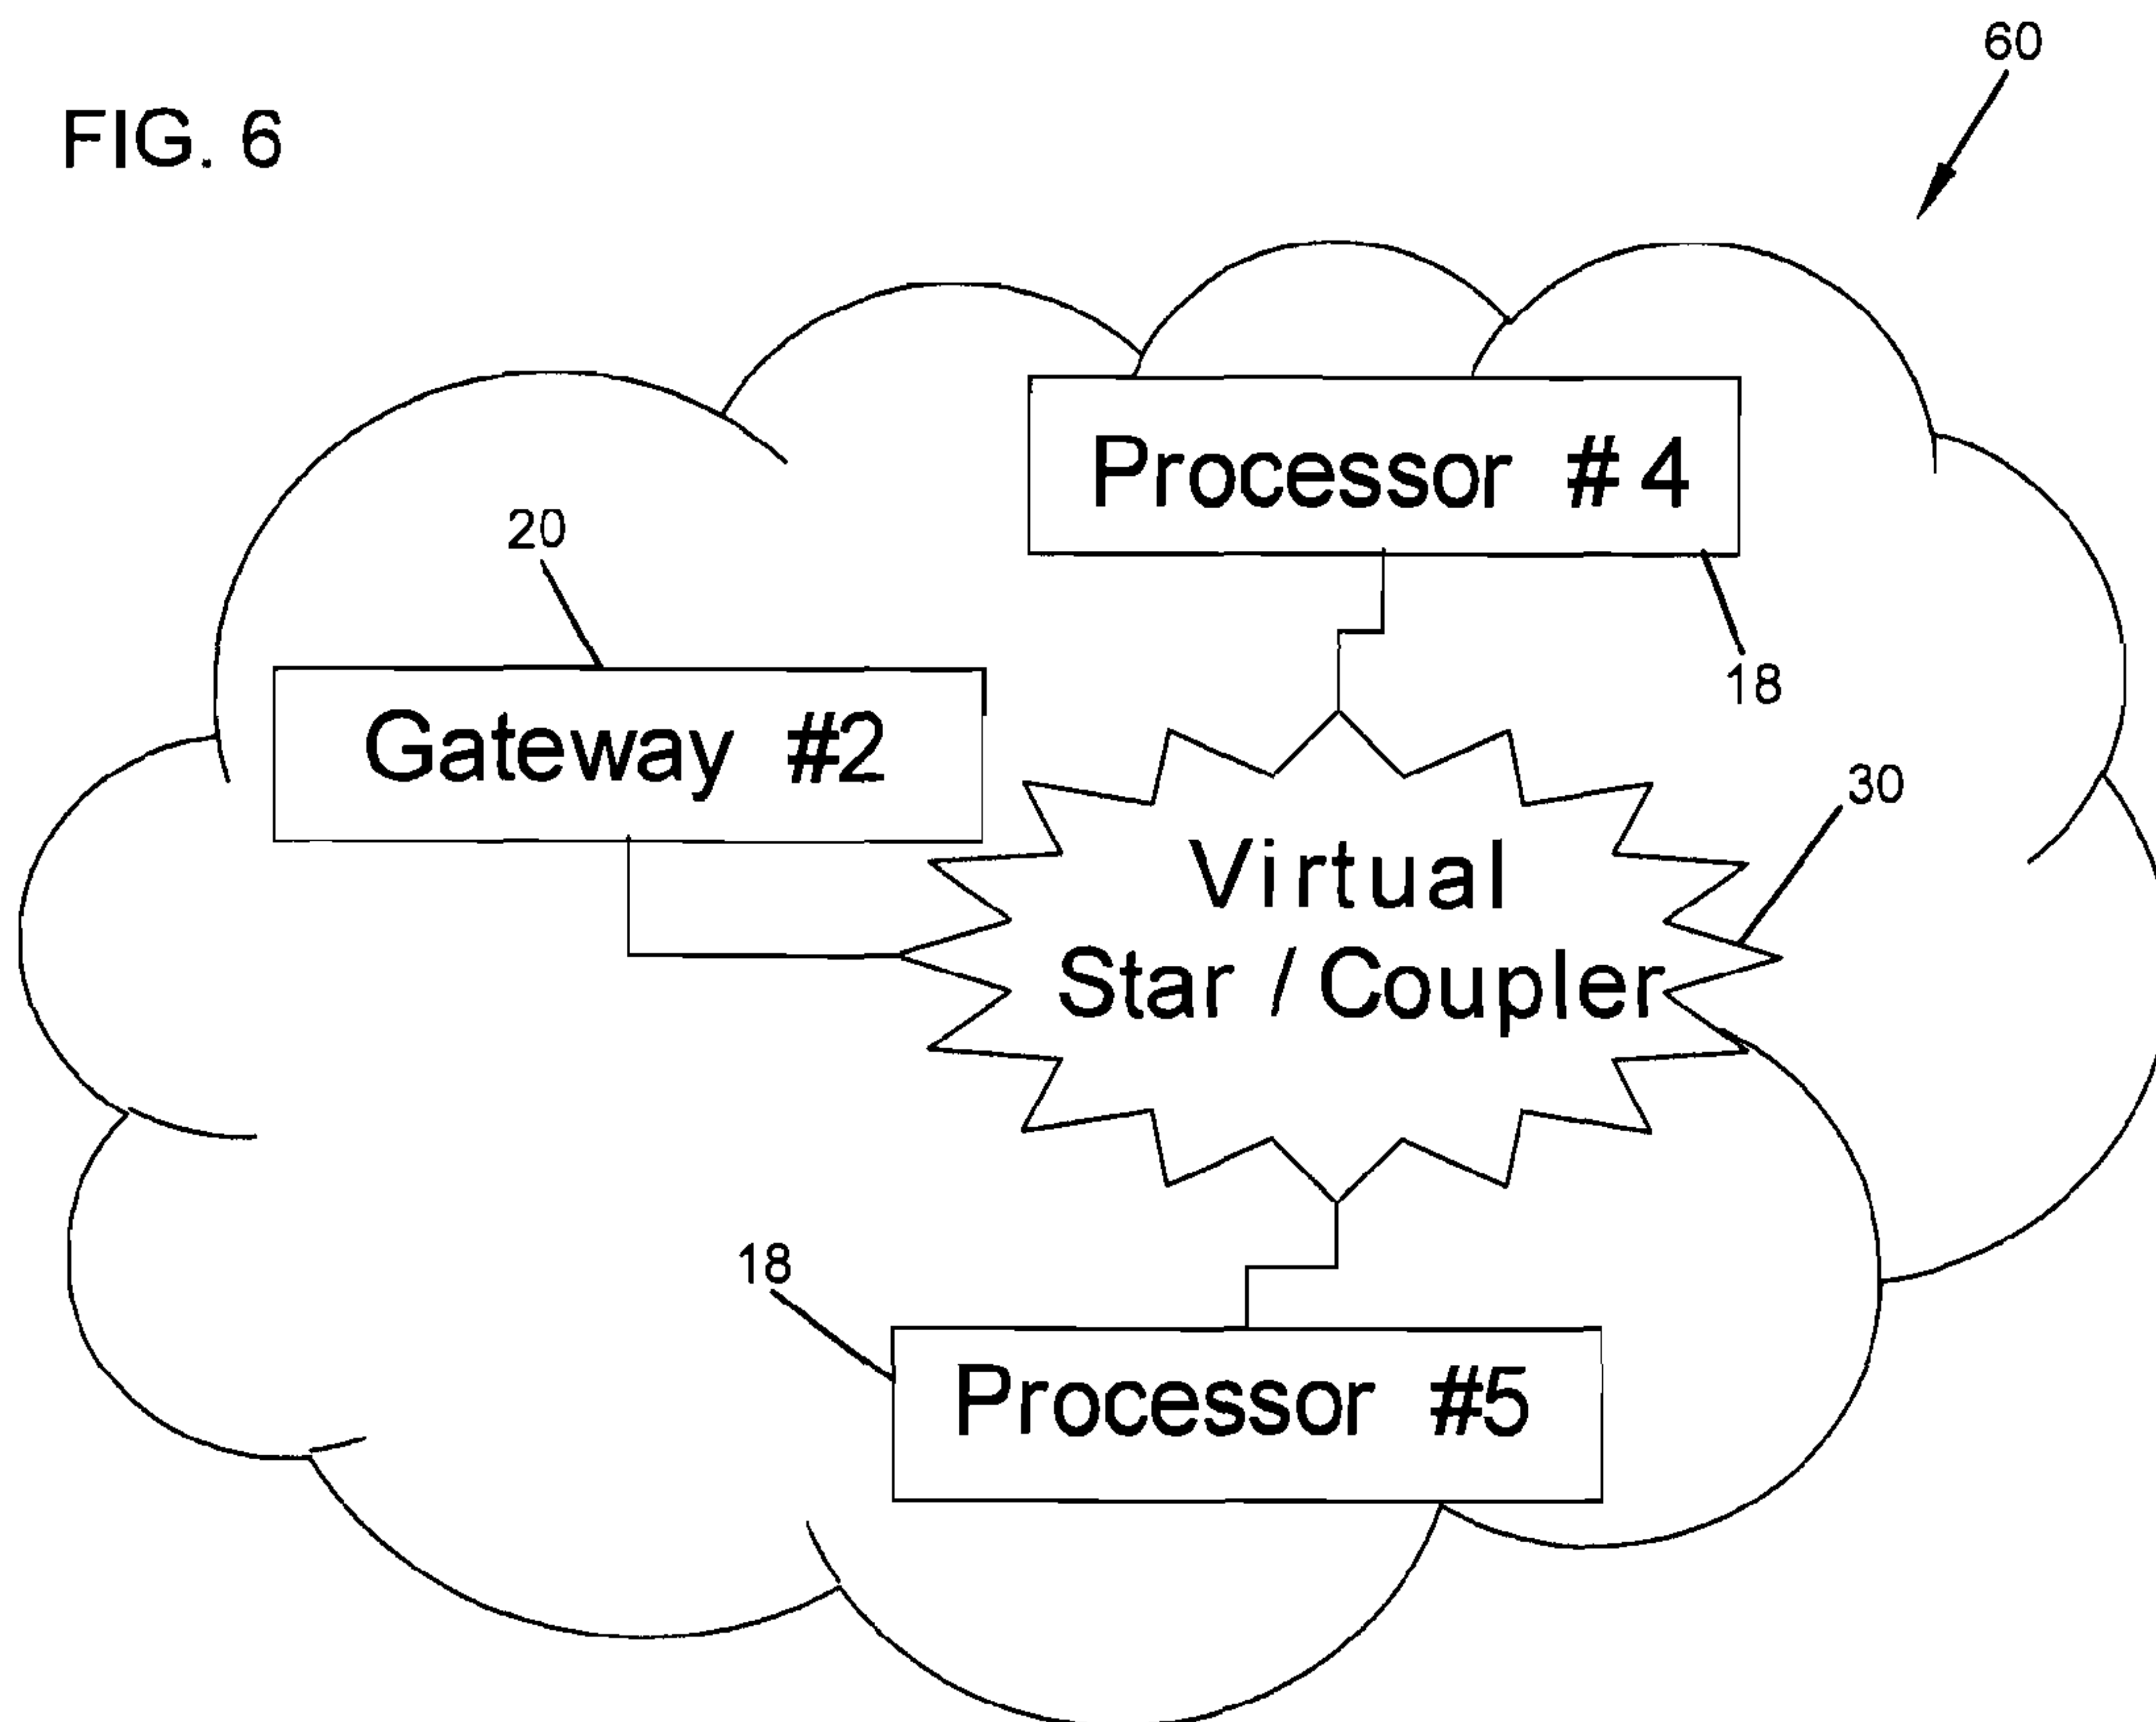 60
FIG. 6
Processor # 4
20
18
Gateway #2
30
Virtual
Star / Coupler
18
Processor #5